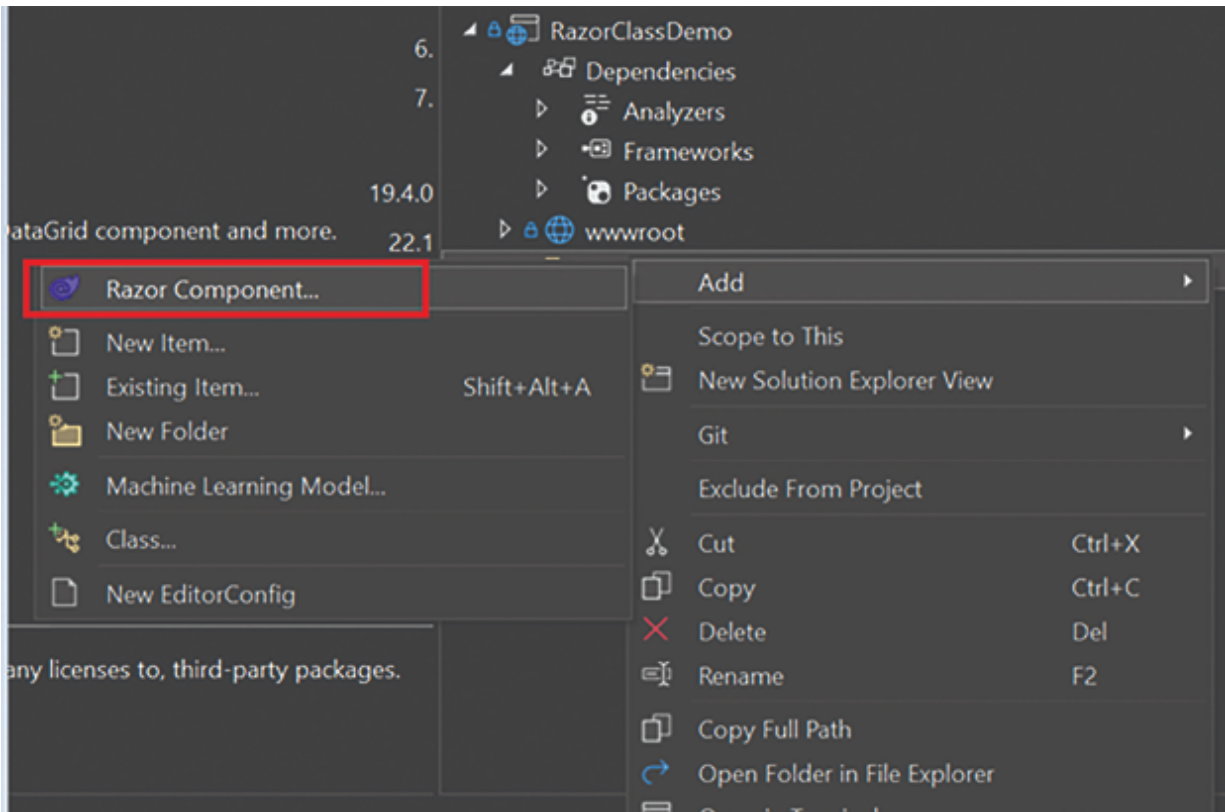 RazorClassDemo
6.
Dependencies
7.
Analyzers
Frameworks
19.4.0
Packages
ataGrid component and more.
22.1
wwwroot
Razor Component...
New Item...
Existing Item... Shift+Alt+A
New Folder
Machine Learning Model...
Class...
New EditorConfig
any licenses to, third-party packages.
Add
Scope to This
New Solution Explorer View
Git
Exclude From Project
Cut Ctrl+X
Copy Ctrl+C
Delete Del
Rename F2
Copy Full Path
Open Folder in File Explorer